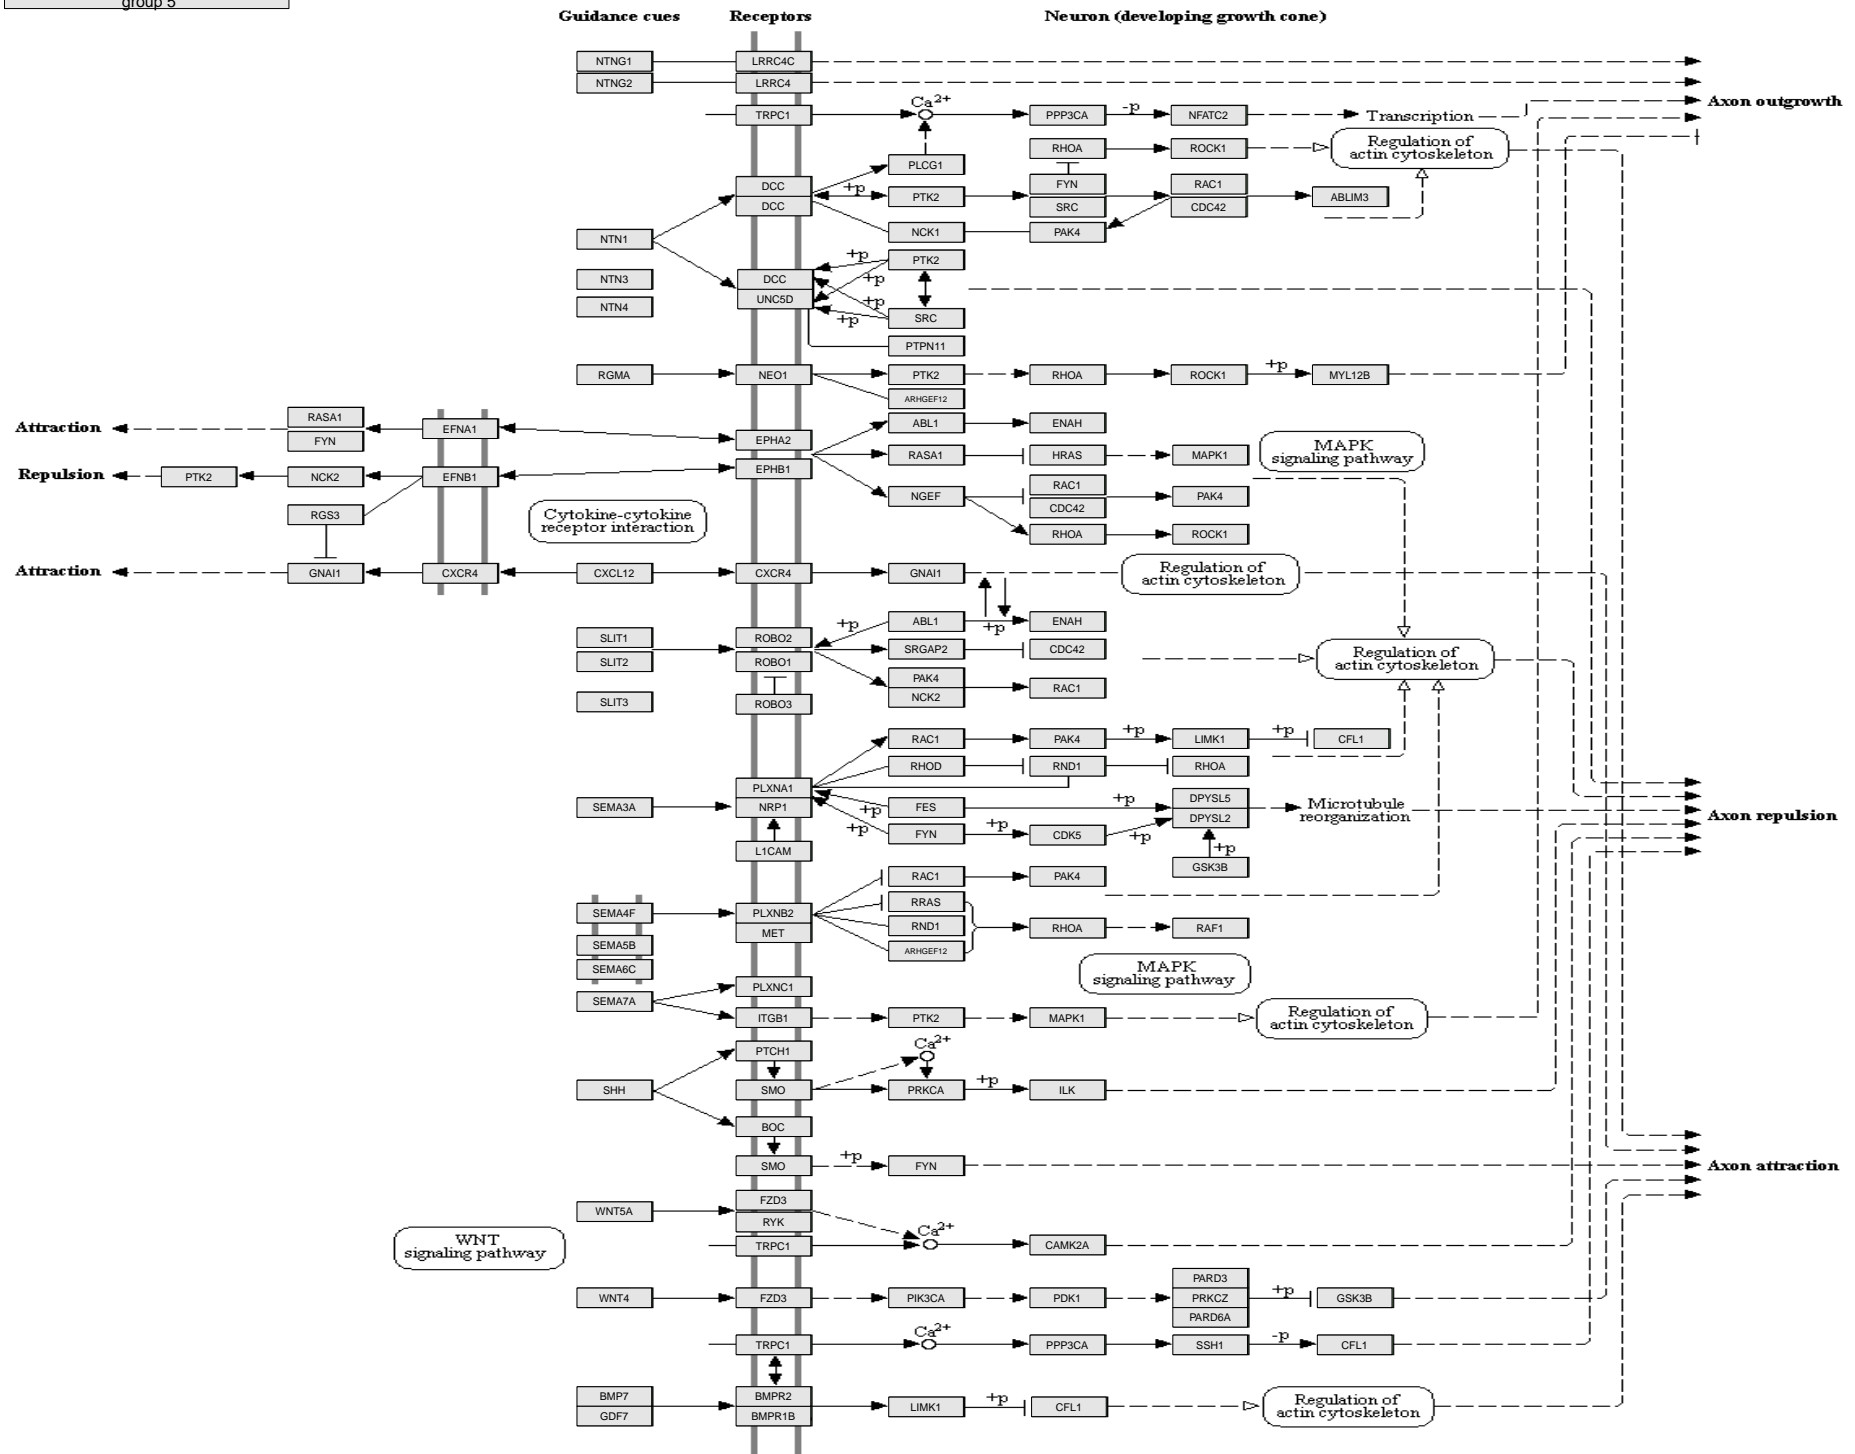 group 5
Guidance cues Receptors Neuron (developing growth cone)
NTNG1 LRRC4C
NTNG2 LRRC4
Ca2+
TRPC1 PPP3CA -p NFATC2 Transcription Axon outgrowth
RHOA ROCK1 Regulation of
actin cytoskeleton
PLCG1
DCC +p PTK2 FYN RAC1 ABLIM3
DCC SRC CDC42
NCK1 PAK4
NTN1
+p PTK2
NTN3 DCC +p
UNC5D +p
NTN4 +p SRC
PTPN11
RGMA NEO1 PTK2 RHOA ROCK1 +p MYL12B
ARHGEF12
RASA1 ABL1 ENAH
Attraction FYN EFNA1 EPHA2
MAPK
signaling pathway
RASA1 HRAS MAPK1
Repulsion PTK2 NCK2 EFNB1 EPHB1
NGEF RAC1 PAK4
CDC42
RGS3 Cytokine-cytokine
receptor interaction
RHOA ROCK1
Attraction GNAI1 CXCR4 CXCL12 CXCR4 GNAI1 Regulation of
actin cytoskeleton
+p ABL1 +p ENAH
SLIT1 ROBO2
SLIT2 ROBO1 SRGAP2 CDC42 Regulation of
actin cytoskeleton
PAK4
NCK2 RAC1
SLIT3 ROBO3
RAC1 PAK4 +p LIMK1 +p CFL1
RHOD RND1 RHOA
PLXNA1
SEMA3A NRP1 +p FES +p DPYSL5 Microtubule
reorganization
Axon repulsion
+p FYN +p CDK5 +p DPYSL2
L1CAM +p
GSK3B
RAC1 PAK4
SEMA4F PLXNB2 RRAS
MET RND1 RHOA RAF1
SEMA5B ARHGEF12
SEMA6C MAPK
signaling pathway
PLXNC1
SEMA7A
ITGB1 PTK2 MAPK1 Regulation of
actin cytoskeleton
PTCH1 Ca2+
SHH SMO PRKCA +p ILK
BOC
SMO +p FYN Axon attraction
FZD3
WNT5A RYK
WNT
signaling pathway
TRPC1 Ca2+ CAMK2A
PARD3
WNT4 FZD3 PIK3CA PDK1 PRKCZ +p GSK3B
PARD6A
TRPC1 Ca2+ PPP3CA SSH1 -p CFL1
BMP7 BMPR2
GDF7 BMPR1B LIMK1 +p CFL1 Regulation of
actin cytoskeleton